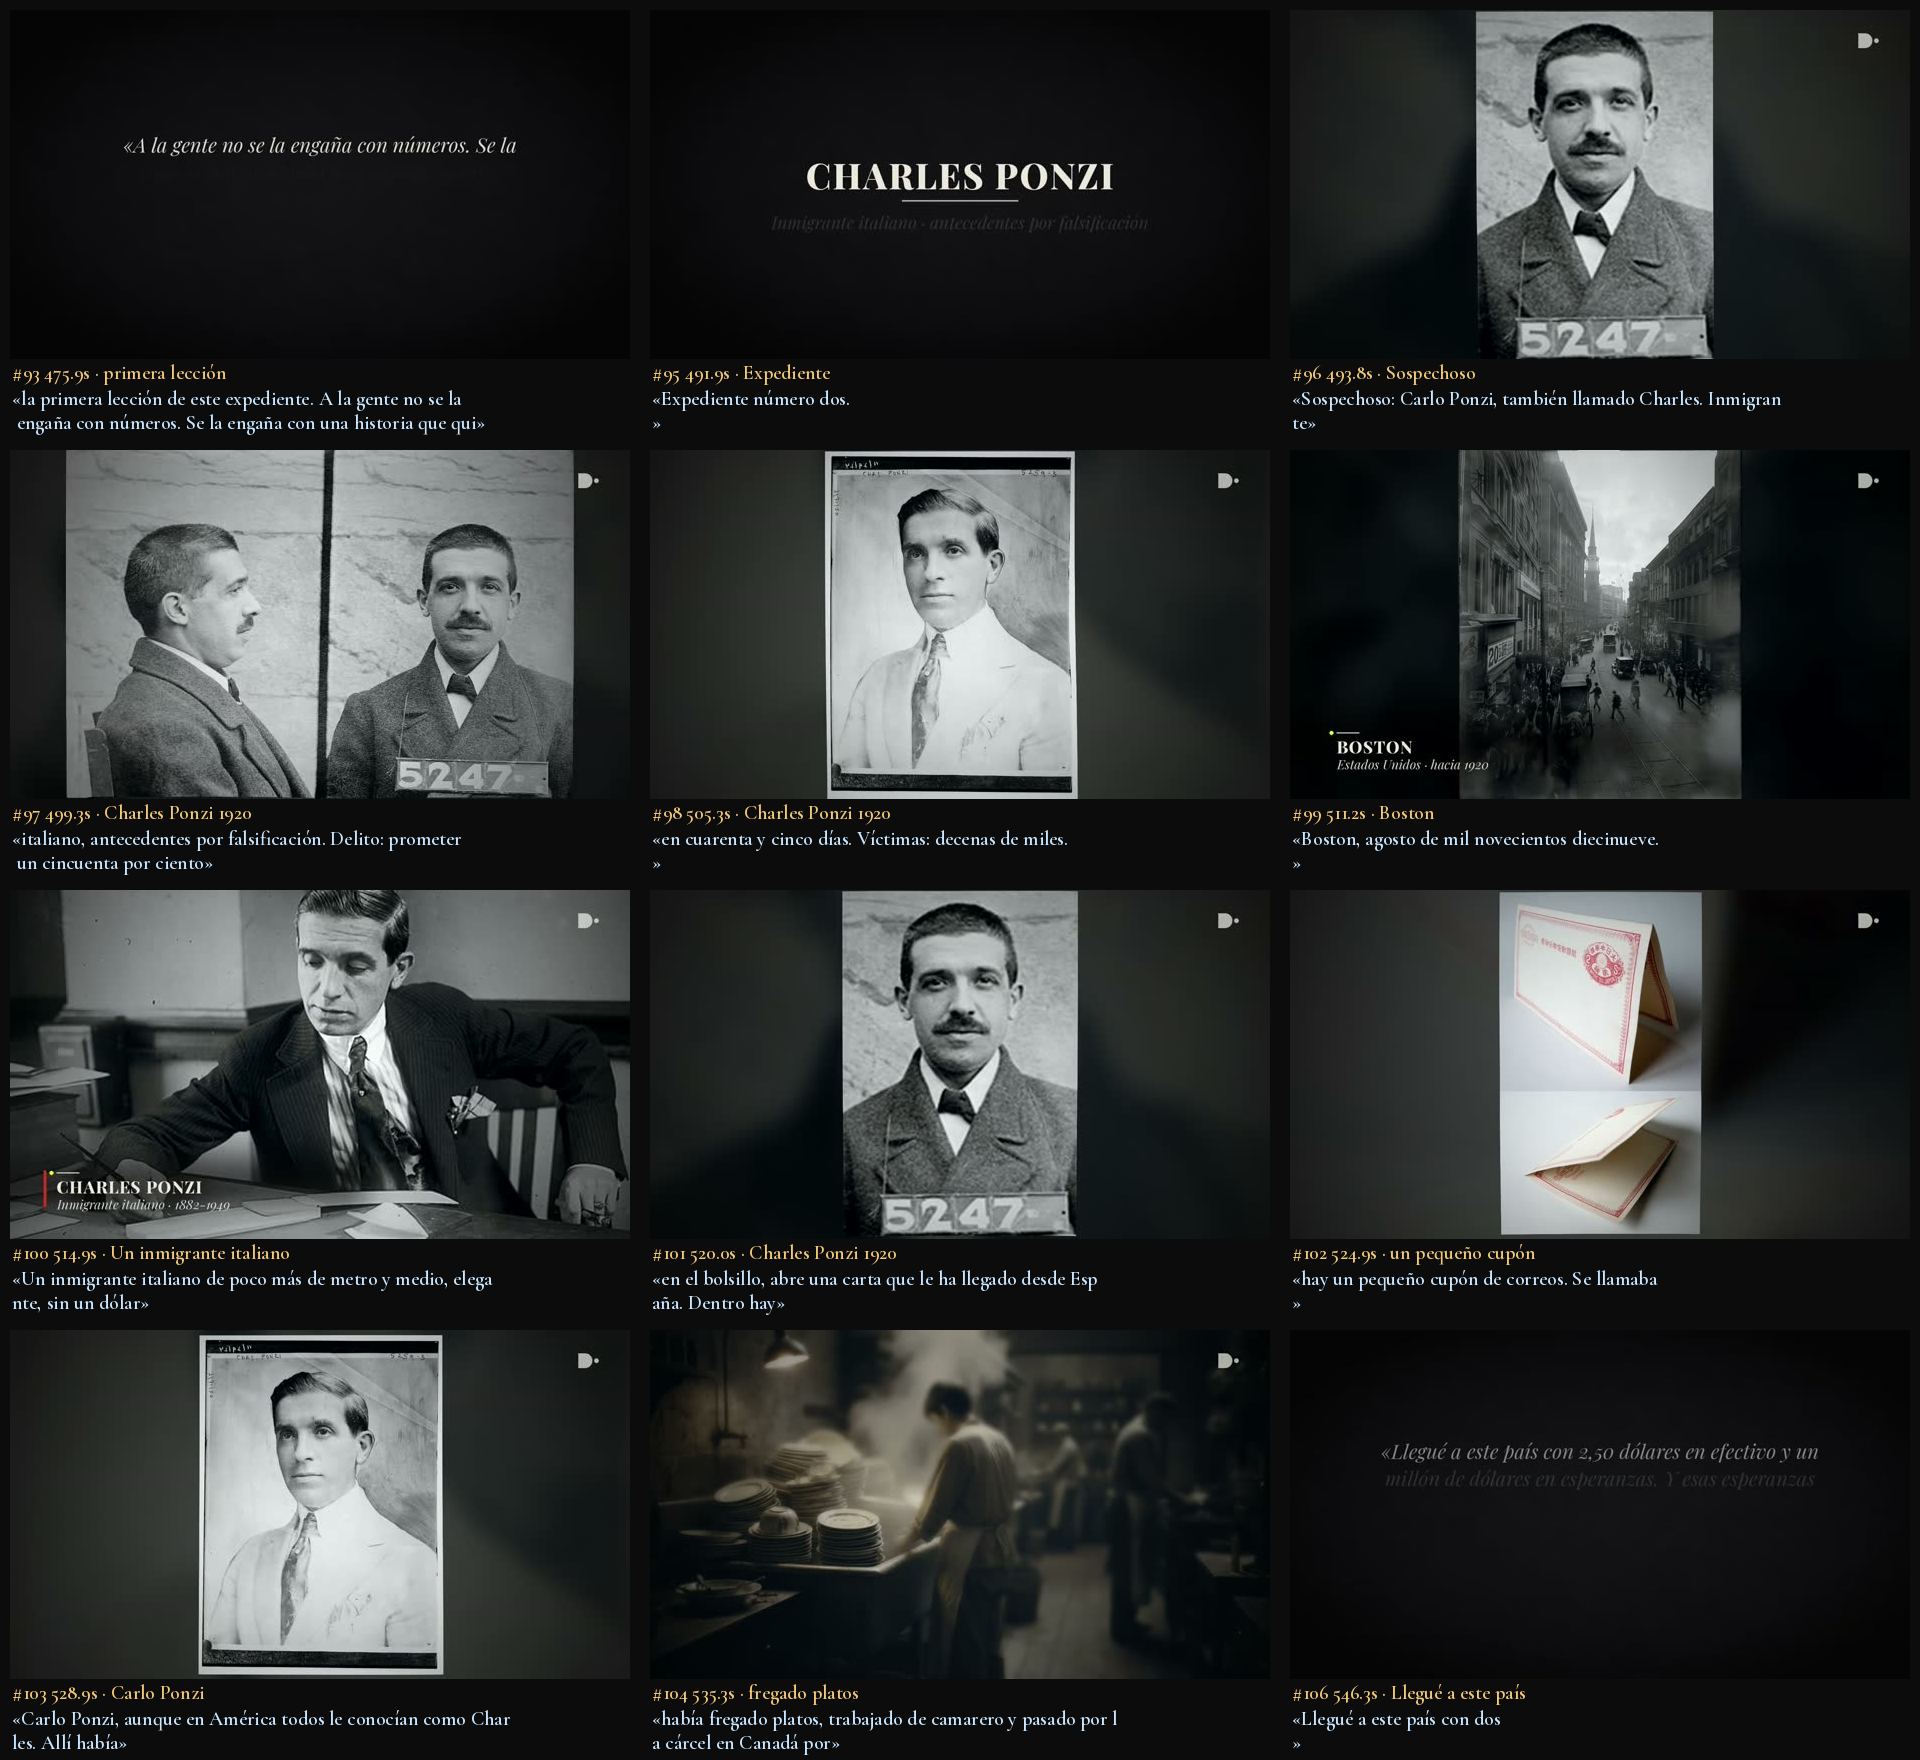 «A la gente no se la engaña con números. Se la
#93 475.9s · primera lección
«la primera lección de este expediente. A la gente no se la
engaña con números. Se la engaña con una historia que qui»
CHARLES PONZI
Inmigrante italiano · antecedentes por falsificación
#95 491.9s · Expediente
«Expediente número dos.
»
5247
#96 493.8s · Sospechoso
«Sospechoso: Carlo Ponzi, también llamado Charles. Inmigran
te»
5247
#97 499.3s · Charles Ponzi 1920
«italiano, antecedentes por falsificación. Delito: prometer
un cincuenta por ciento»
#98 505.3s · Charles Ponzi 1920
«en cuarenta y cinco días. Víctimas: decenas de miles.
»
BOSTON
Estados Unidos · hacia 1920
#99 511.2s · Boston
«Boston, agosto de mil novecientos diecinueve.
»
CHARLES PONZI
Inmigrante italiano · 1882-1949
#100 514.9s · Un inmigrante italiano
«Un inmigrante italiano de poco más de metro y medio, elega
nte, sin un dólar»
5247
#101 520.0s · Charles Ponzi 1920
«en el bolsillo, abre una carta que le ha llegado desde Esp
aña. Dentro hay»
#102 524.9s · un pequeño cupón
«hay un pequeño cupón de correos. Se llamaba
»
#103 528.9s · Carlo Ponzi
«Carlo Ponzi, aunque en América todos le conocían como Char
les. Allí había»
#104 535.3s · fregado platos
«había fregado platos, trabajado de camarero y pasado por l
a cárcel en Canadá por»
«Llegué a este país con 2,50 dólares en efectivo y un
millón de dólares en esperanzas. Y esas esperanzas
#106 546.3s · Llegué a este país
«Llegué a este país con dos
»